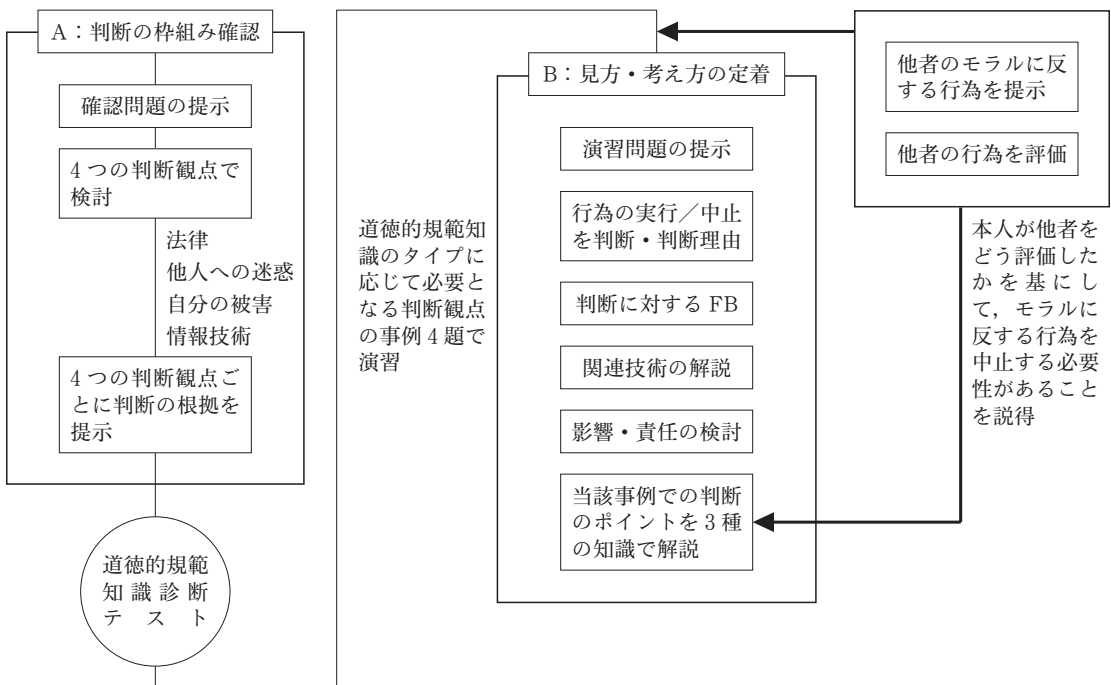 A：判断の枠組み確認
確認問題の提示
4つの判断観点で
検討
法律
他人への迷惑
自分の被害
情報技術
4つの判断観点ご
とに判断の根拠を
提示
道徳的規範
知識診断
テスト
道徳的規範知
識のタイプに
応じて必要と
なる判断観点
の事例4題で
演習
B：見方・考え方の定着
演習問題の提示
行為の実行／中止
を判断・判断理由
判断に対するFB
関連技術の解説
影響・責任の検討
当該事例での判断
のポイントを3種
の知識で解説
他者のモラルに反
する行為を提示
他者の行為を評価
本人が他者を
どう評価した
かを基にし
て，モラルに
反する行為を
中止する必要
性があること
を説得